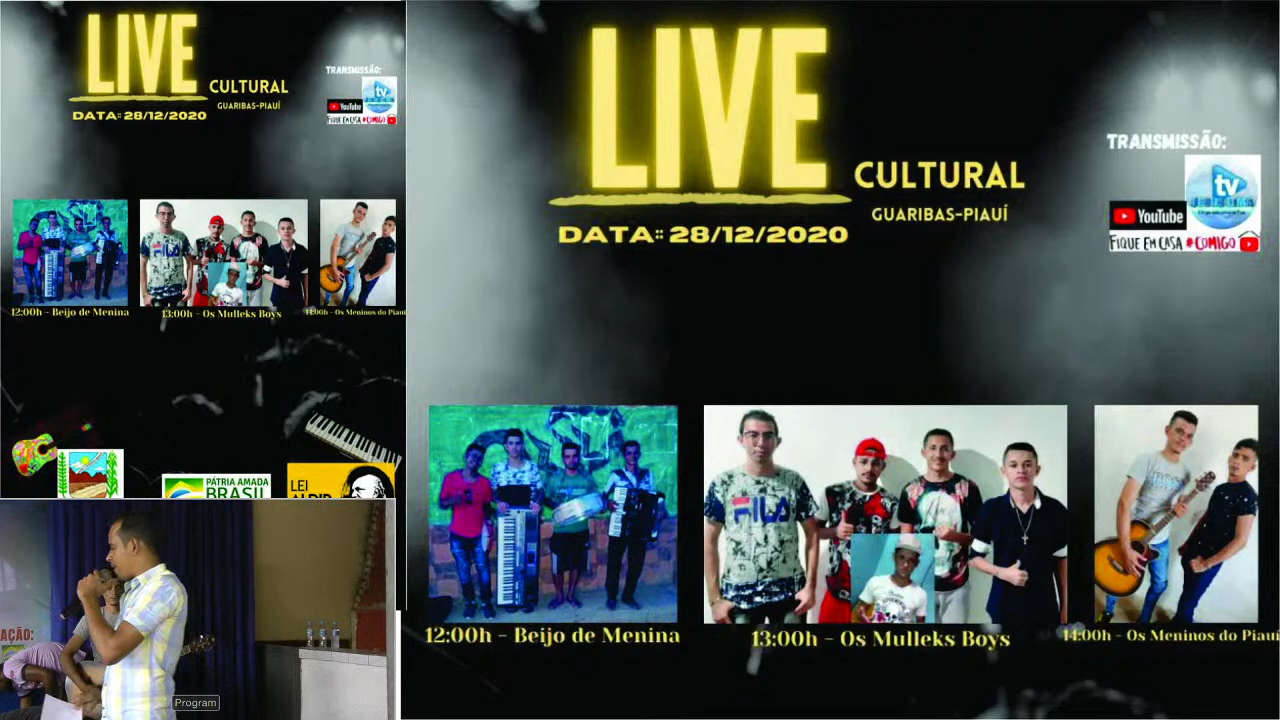 LIVE
CULTURAL
GUARIBAS-PIAUÍ
DATA:: 28/12/2020
TRANSMISSÃO:
tv
YouTube
FIQUE EM CASA #COMIGO
12:00h - Beijo de Menina
13:00h - Os Mulleks Boys
14:00h - Os Meninos do Piauí
LEI
PÁTRIA AMADA
BRASIL
AÇÃO:
Program
LIVE
CULTURAL
GUARIBAS-PIAUÍ
DATA:: 28/12/2020
TRANSMISSÃO:
tv
YouTube
FIQUE EM CASA #COMIGO
FILA
12:00h - Beijo de Menina
13:00h - Os Mulleks Boys
14:00h - Os Meninos do Piauí